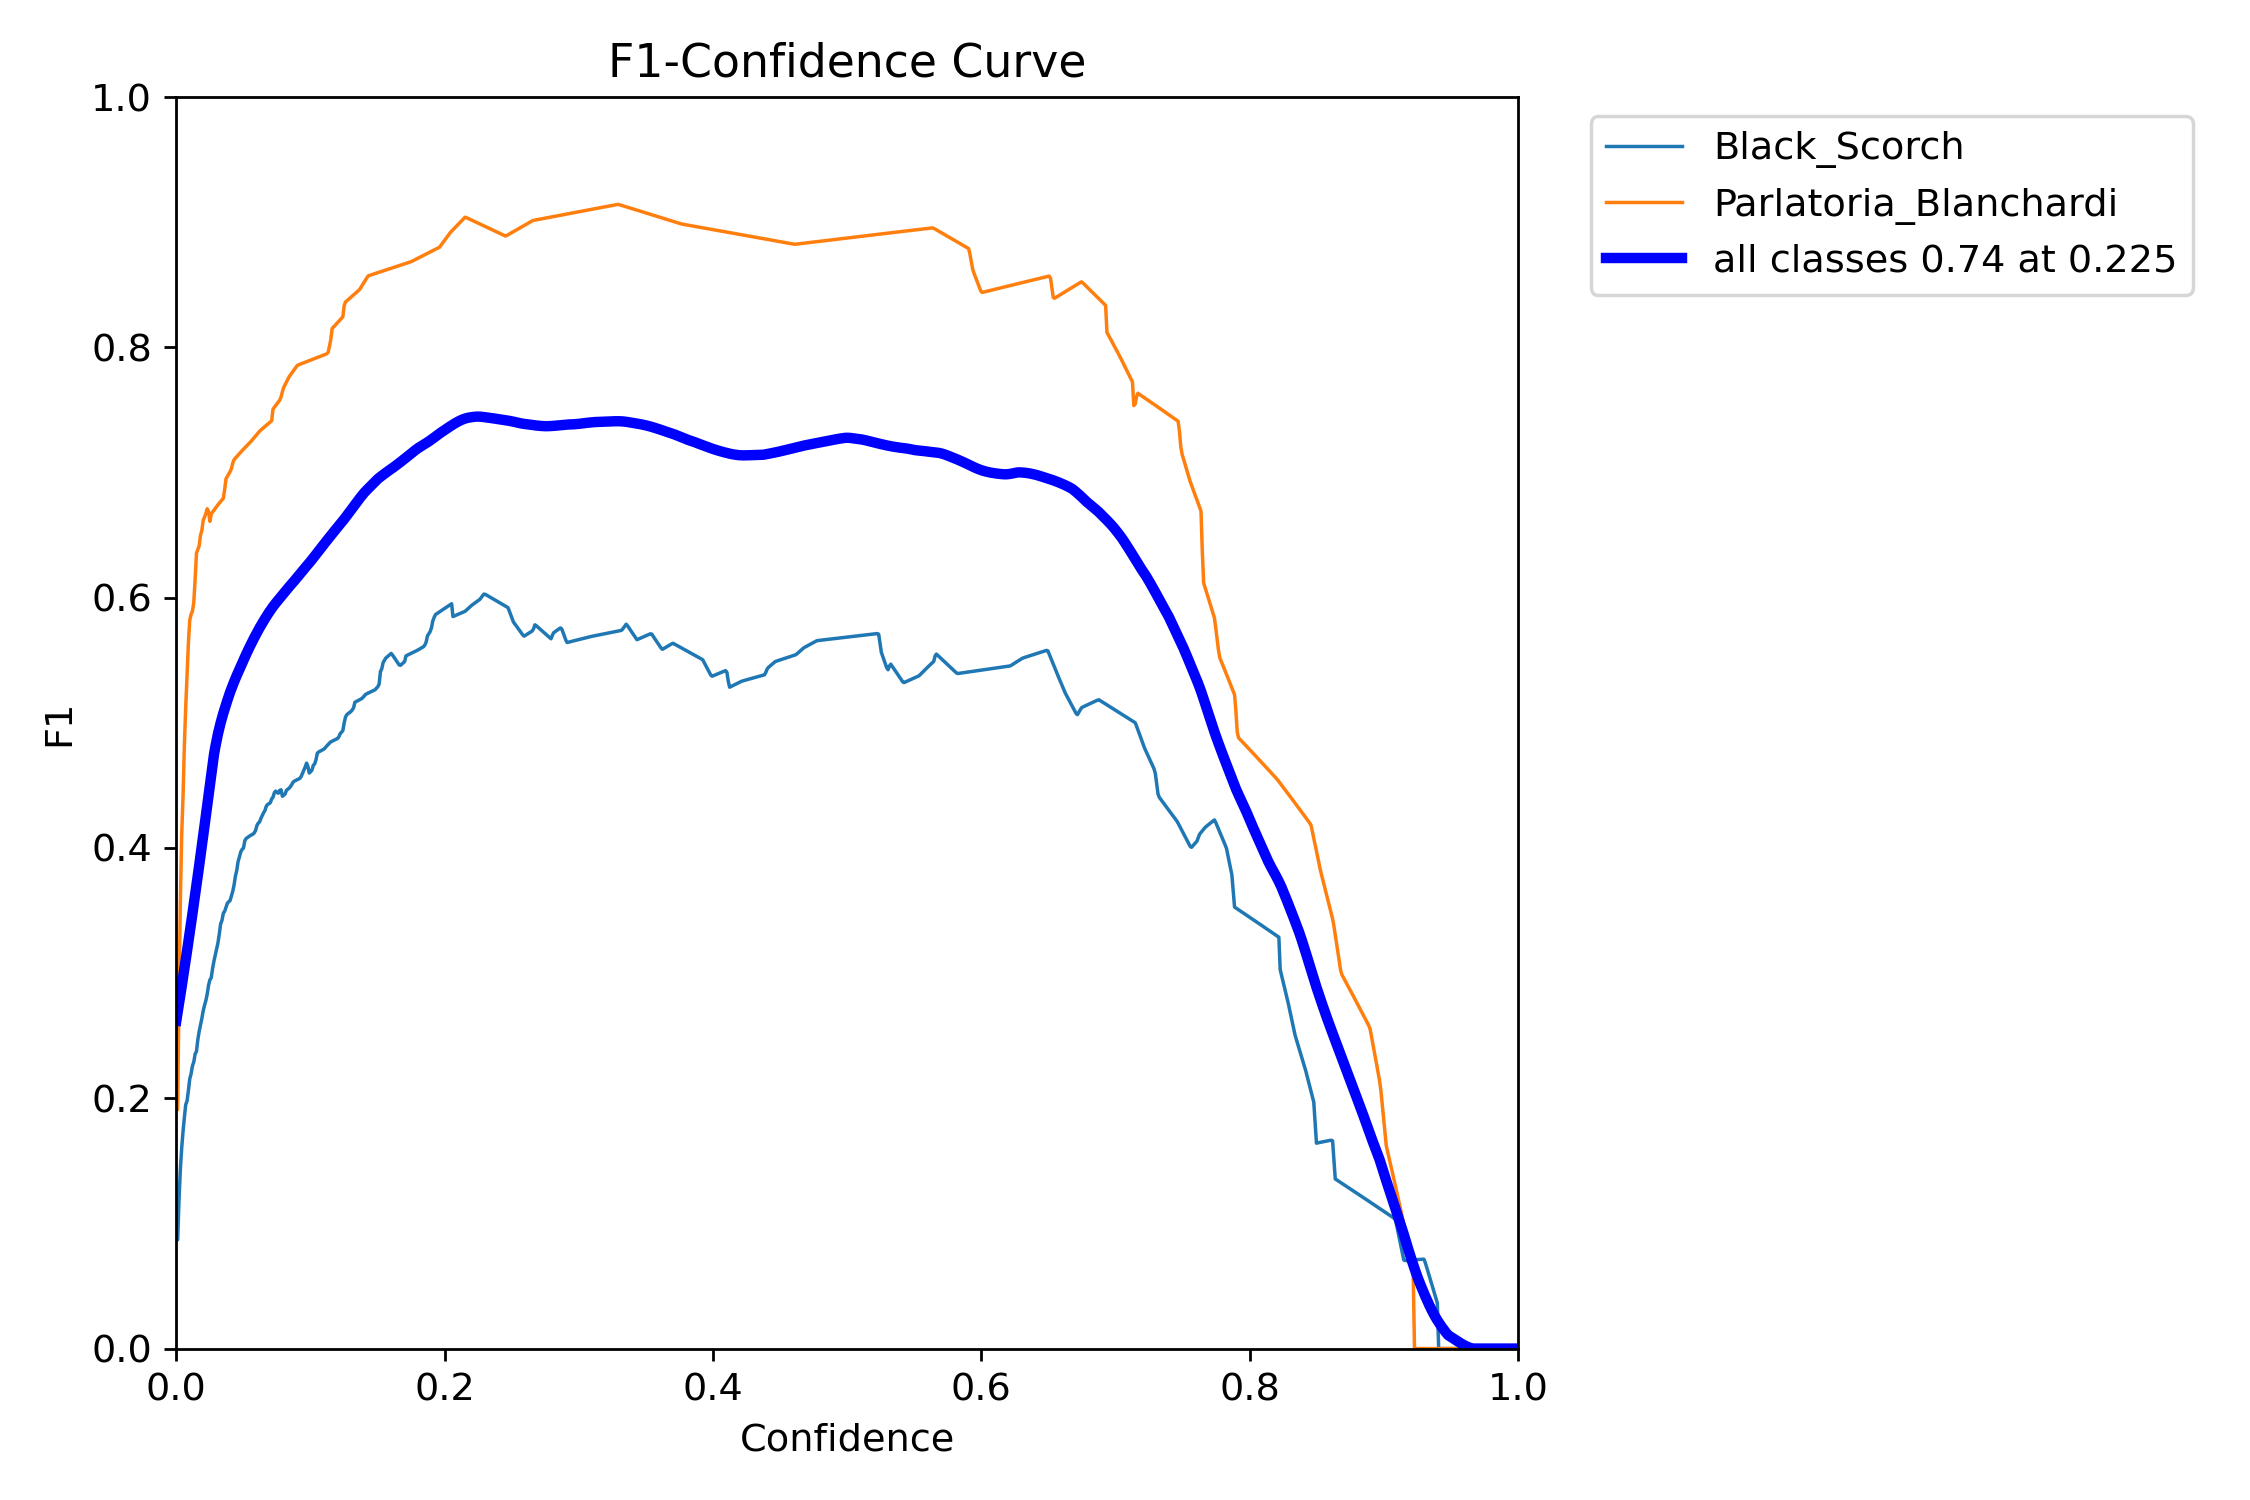 F1-Confidence Curve
1.0
0.8
0.6
0.4
0.2
0.0
F1
0.0 0.2 0.4 0.6 0.8 1.0
Confidence
Black_Scorch
Parlatoria_Blanchardi
all classes 0.74 at 0.225